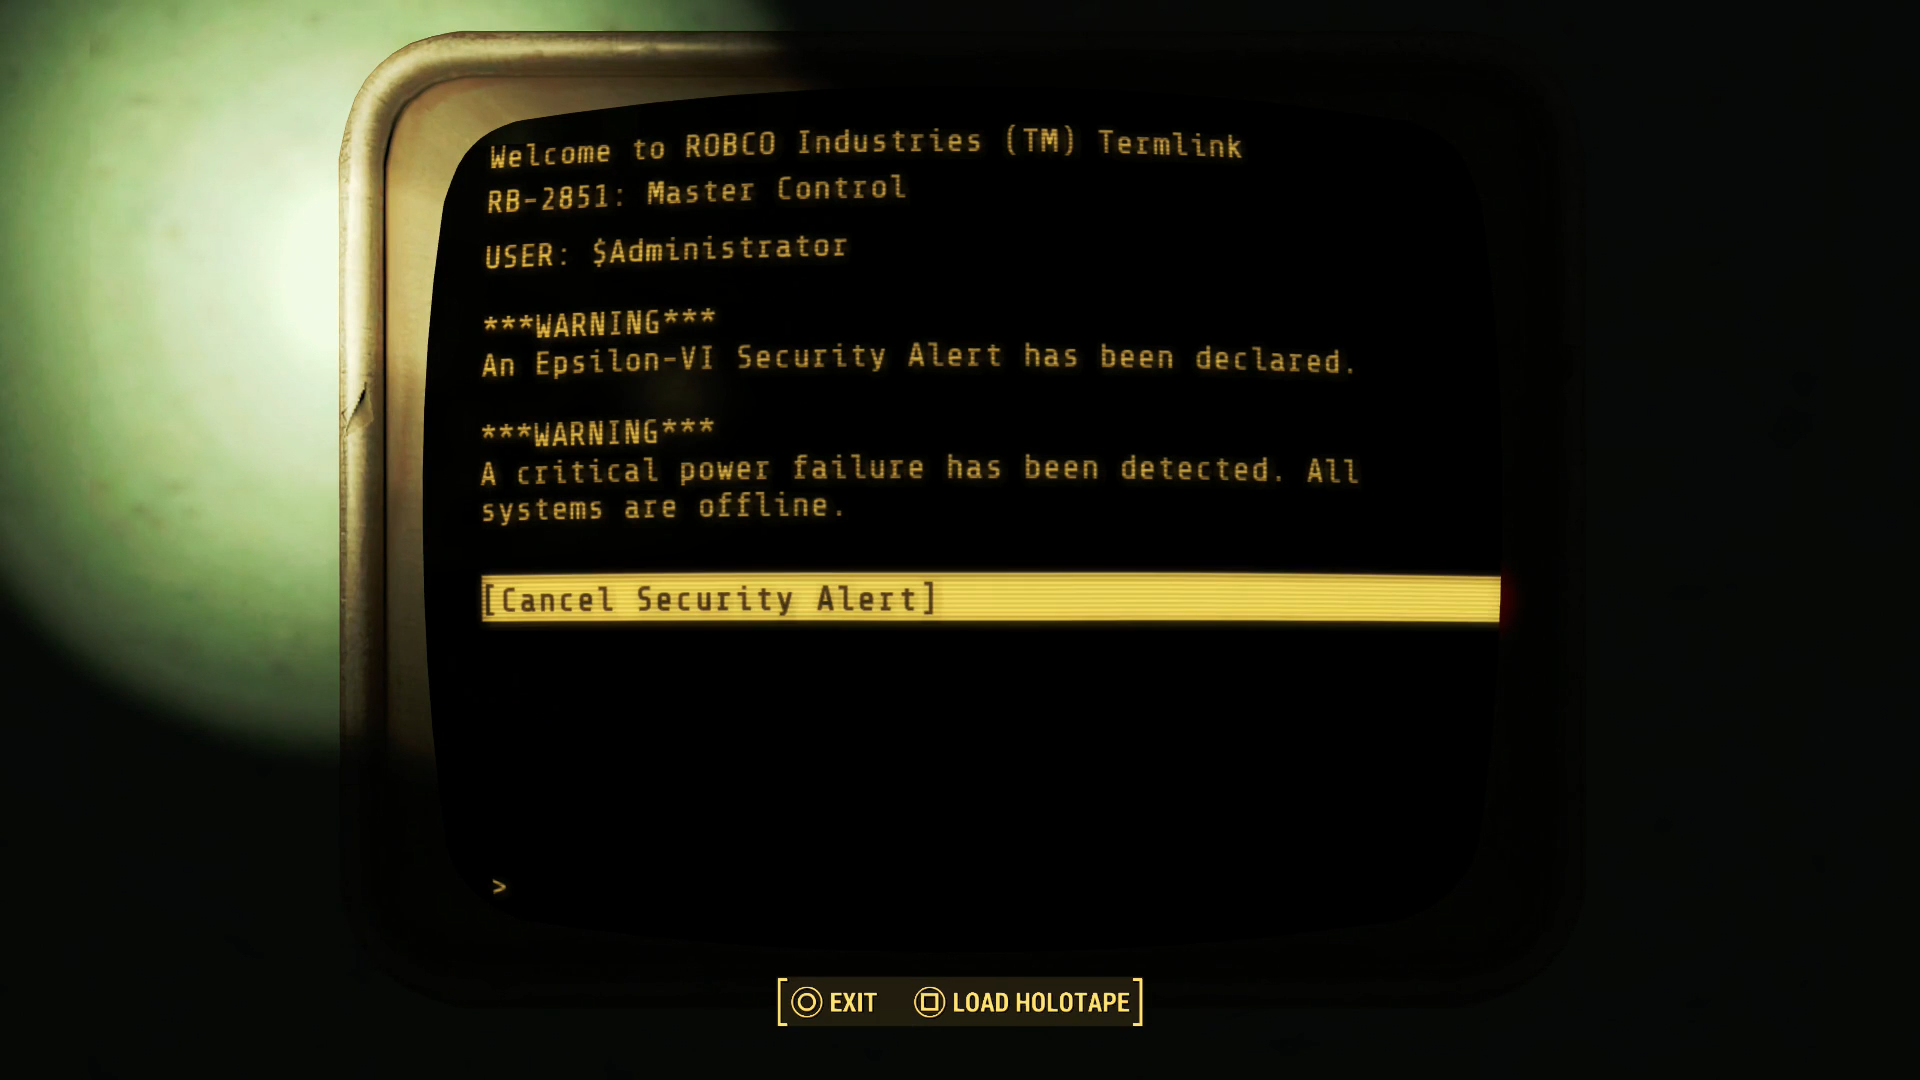 Welcome to ROBCO Industries (TM) Termlink
RB-2851: Master Control
USER: $Administrator
***WARNING***
An Epsilon-VI Security Alert has been declared.
***WARNING***
A critical power failure has been detected. All
systems are offline.
[Cancel Security Alert]
>
EXIT LOAD HOLOTAPE